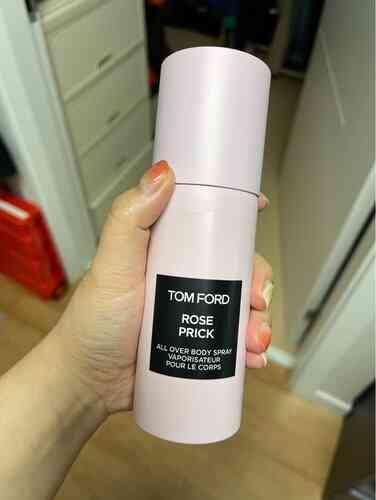 TOM FORD
ROSE
PRICK
ALL OVER BODY SPRAY
VAPORISATEUR
POUR LE CORPS